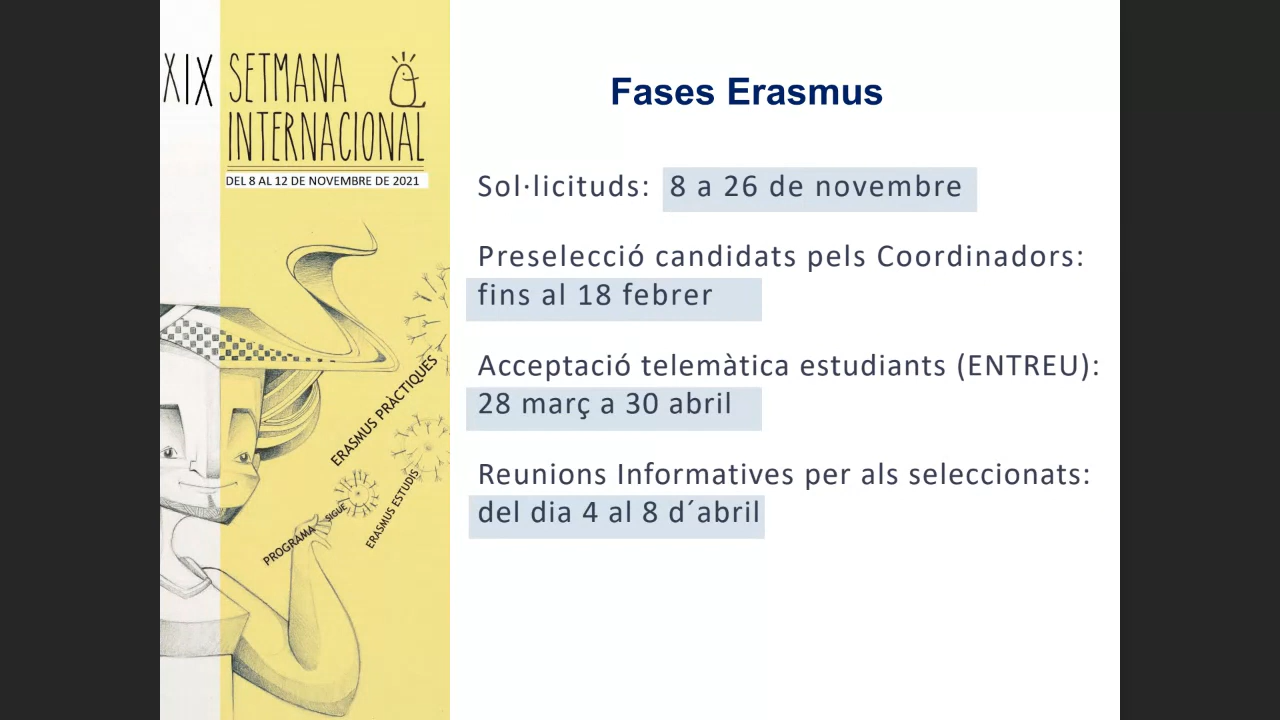 XIX SETMANA
INTERNACIONAL
DEL 8 AL 12 DE NOVEMBRE DE 2021
ERASMUS PRÀCTIQUES
ERASMUS ESTUDIS
PROGRAMA SIGUE
Fases Erasmus
Sol·licituds: 8 a 26 de novembre
Preselecció candidats pels Coordinadors:
fins al 18 febrer
Acceptació telemàtica estudiants (ENTREU):
28 març a 30 abril
Reunions Informatives per als seleccionats:
del dia 4 al 8 d´abril